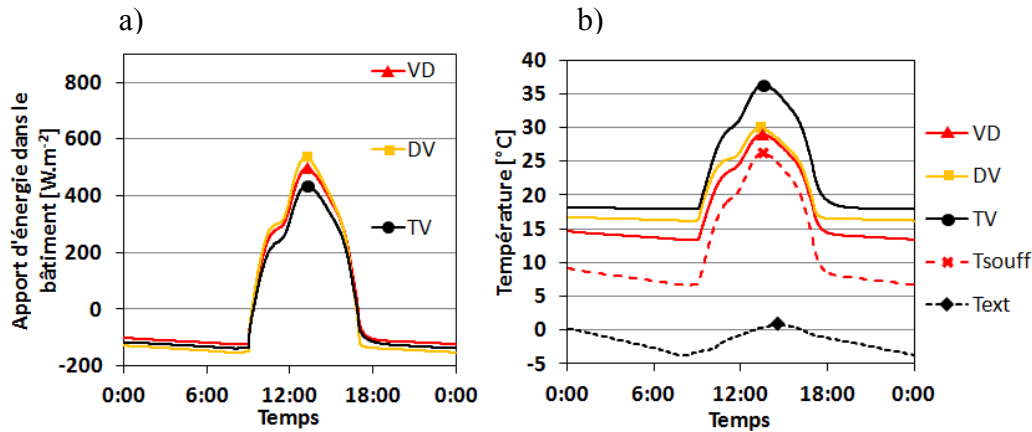 a)
Apport d'énergie dans le
bâtiment [W.m-2]
800
600
400
200
0
-200
0:00
6:00
12:00
18:00
0:00
Temps
VD
DV
TV
b)
Température [°C]
40
35
30
25
20
15
10
5
0
-5
0:00
6:00
12:00
18:00
0:00
Temps
VD
DV
TV
Tsouff
Text